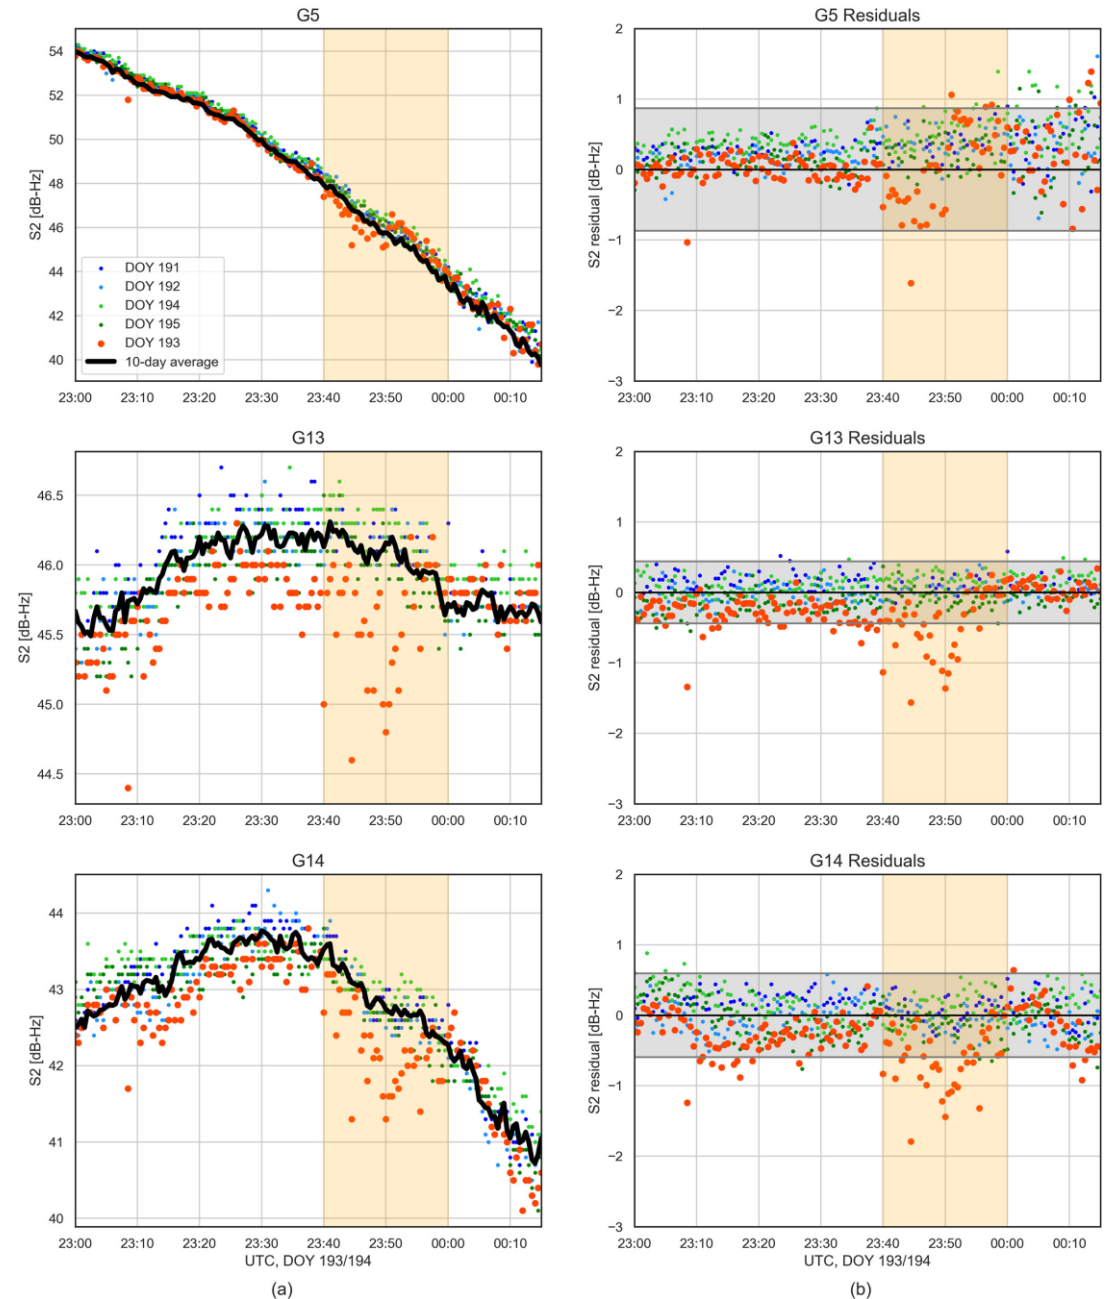 G5
S2 [dB-Hz]
54
52
50
48
46
44
42
40
DOY 191
DOY 192
DOY 194
DOY 195
DOY 193
10-day average
23:00 23:10 23:20 23:30 23:40 23:50 00:00 00:10
G5 Residuals
S2 residual [dB-Hz]
2
1
0
−1
−2
−3
23:00 23:10 23:20 23:30 23:40 23:50 00:00 00:10
G13
S2 [dB-Hz]
46.5
46.0
45.5
45.0
44.5
23:00 23:10 23:20 23:30 23:40 23:50 00:00 00:10
G13 Residuals
S2 residual [dB-Hz]
2
1
0
−1
−2
−3
23:00 23:10 23:20 23:30 23:40 23:50 00:00 00:10
G14
S2 [dB-Hz]
44
43
42
41
40
23:00 23:10 23:20 23:30 23:40 23:50 00:00 00:10
UTC, DOY 193/194
(a)
G14 Residuals
S2 residual [dB-Hz]
2
1
0
−1
−2
−3
23:00 23:10 23:20 23:30 23:40 23:50 00:00 00:10
UTC, DOY 193/194
(b)